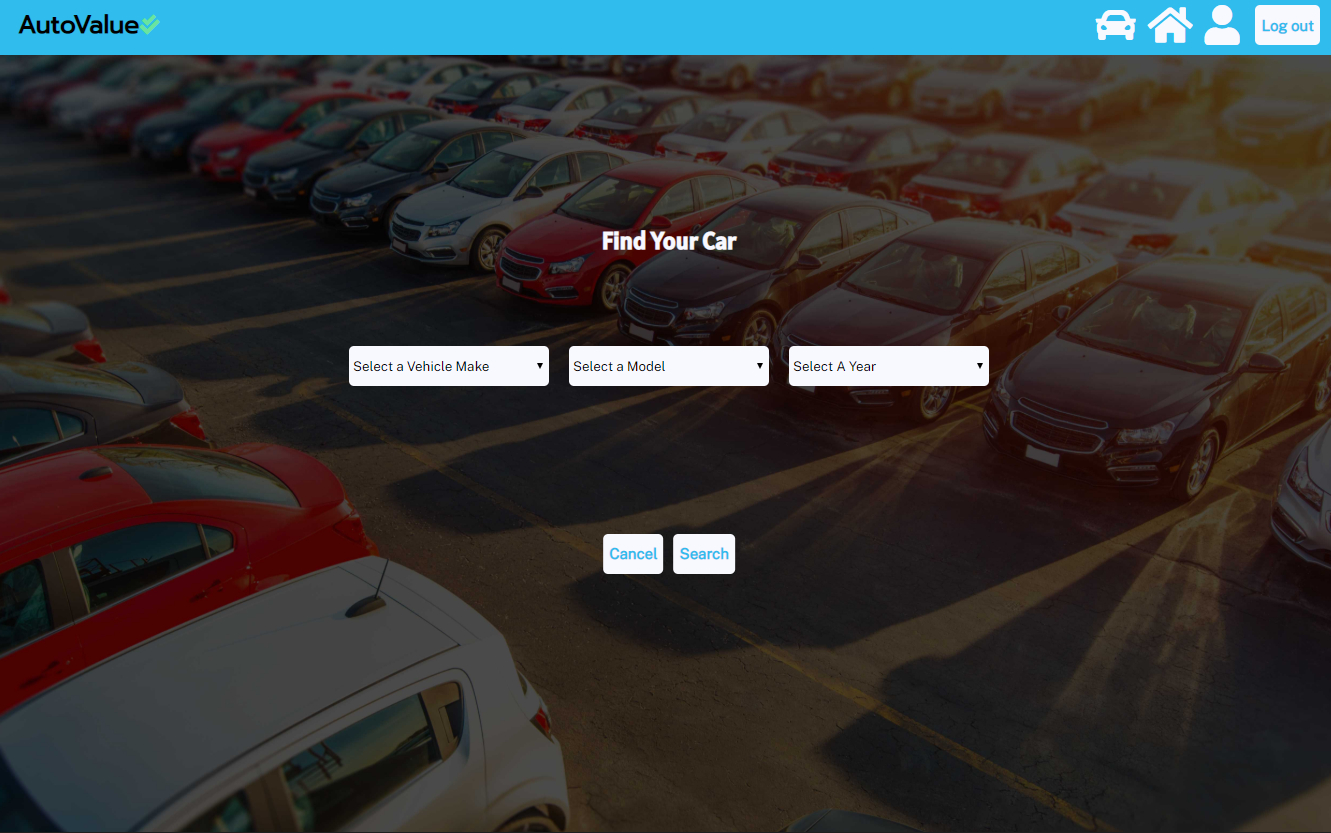 AutoValue
Log out
Find Your Car
Select a Vehicle Make
Select a Model
Select A Year
Cancel
Search